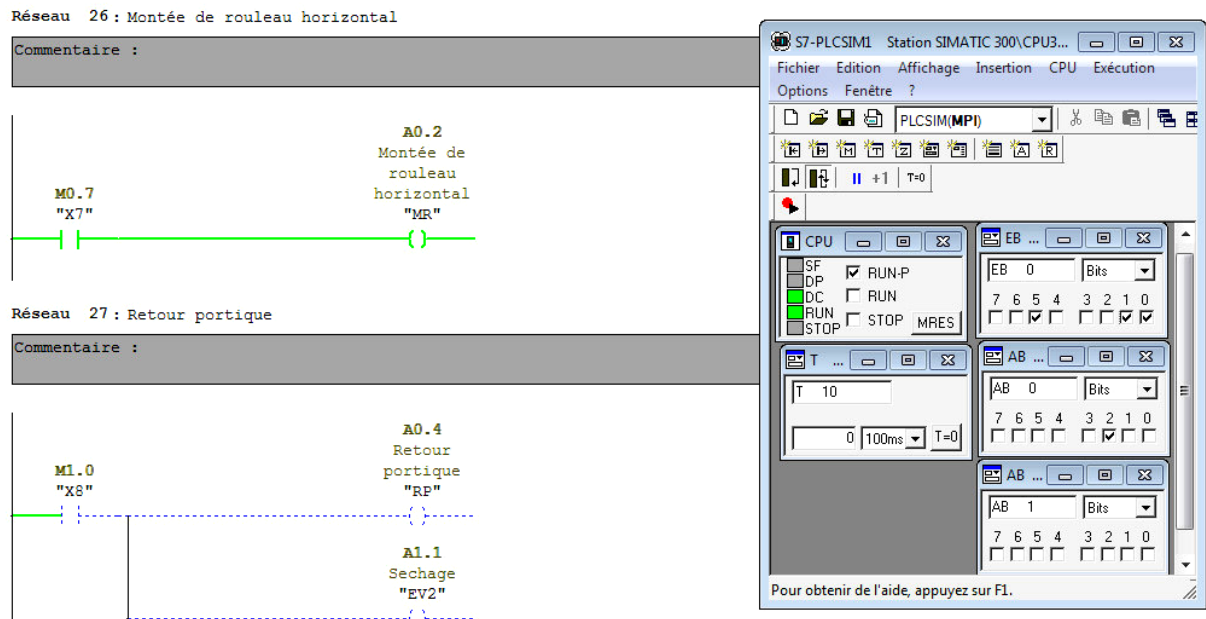 Réseau 26 : Montée de rouleau horizontal
Commentaire :
A0.2
Montée de
rouleau
horizontal
"MR"
M0.7
"X7"
Réseau 27 : Retour portique
Commentaire :
A0.4
Retour
portique
"RP"
M1.0
"X8"
A1.1
Sechage
"EV2"
S7-PLCSIM1 Station SIMATIC 300\CPU3...
Fichier Edition Affichage Insertion CPU Exécution
Options Fenêtre ?
PLCSIM(MPI)
+1 T=0
CPU
SF
DP
DC
RUN
STOP
RUN-P
RUN
STOP MRES
EB ...
EB 0 Bits
7 6 5 4 3 2 1 0
T ...
T 10
0 100ms T=0
AB ...
AB 0 Bits
7 6 5 4 3 2 1 0
AB ...
AB 1 Bits
7 6 5 4 3 2 1 0
Pour obtenir de l'aide, appuyez sur F1.